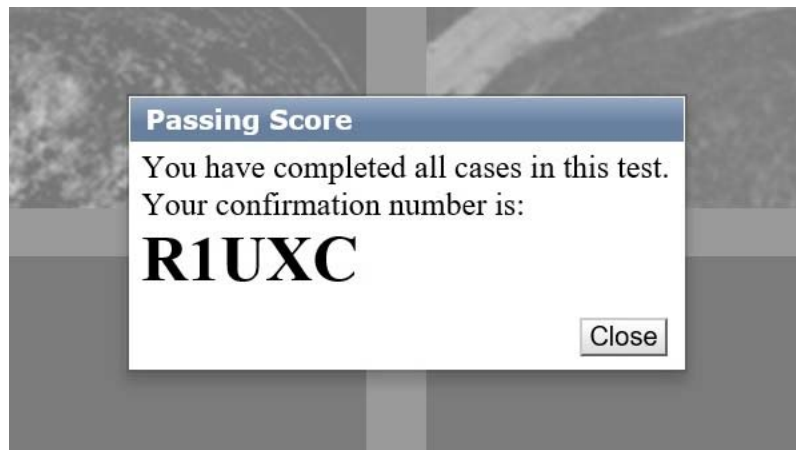 Passing Score
You have completed all cases in this test.
Your confirmation number is:
R1UXC
Close